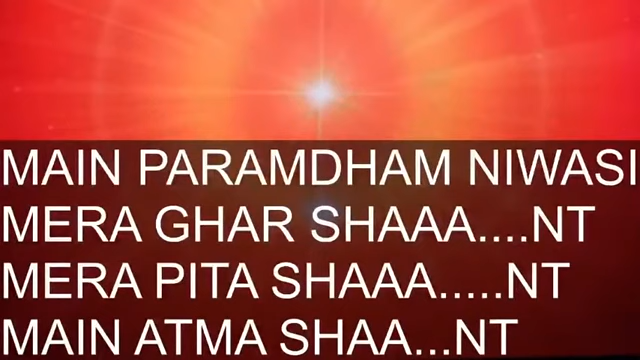 MAIN PARAMDHAM NIWASI
MERA GHAR SHAAA....NT
MERA PITA SHAAA.....NT
MAIN ATMA SHAA...NT